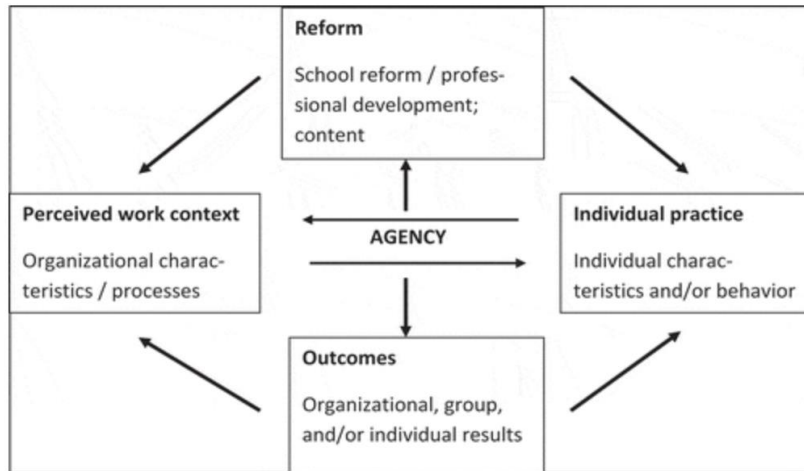 Reform
School reform / profes-
sional development;
content
Perceived work context
Organizational charac-
teristics / processes
AGENCY
Individual practice
Individual charac-
teristics and/or behavior
Outcomes
Organizational, group,
and/or individual results